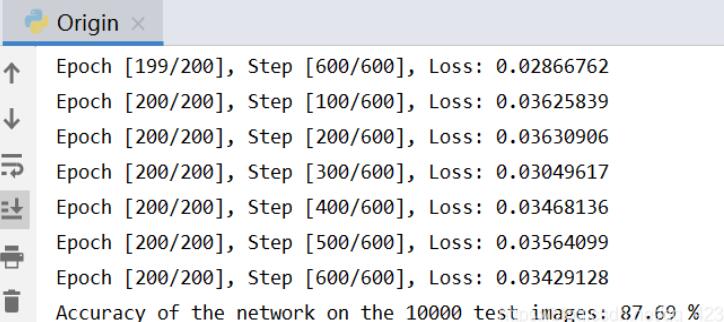 Origin
Epoch [199/200], Step [600/600], Loss: 0.02866762
Epoch [200/200], Step [100/600], Loss: 0.03625839
Epoch [200/200], Step [200/600], Loss: 0.03630906
Epoch [200/200], Step [300/600], Loss: 0.03049617
Epoch [200/200], Step [400/600], Loss: 0.03468136
Epoch [200/200], Step [500/600], Loss: 0.03564099
Epoch [200/200], Step [600/600], Loss: 0.03429128
Accuracy of the network on the 10000 test images: 87.69 %